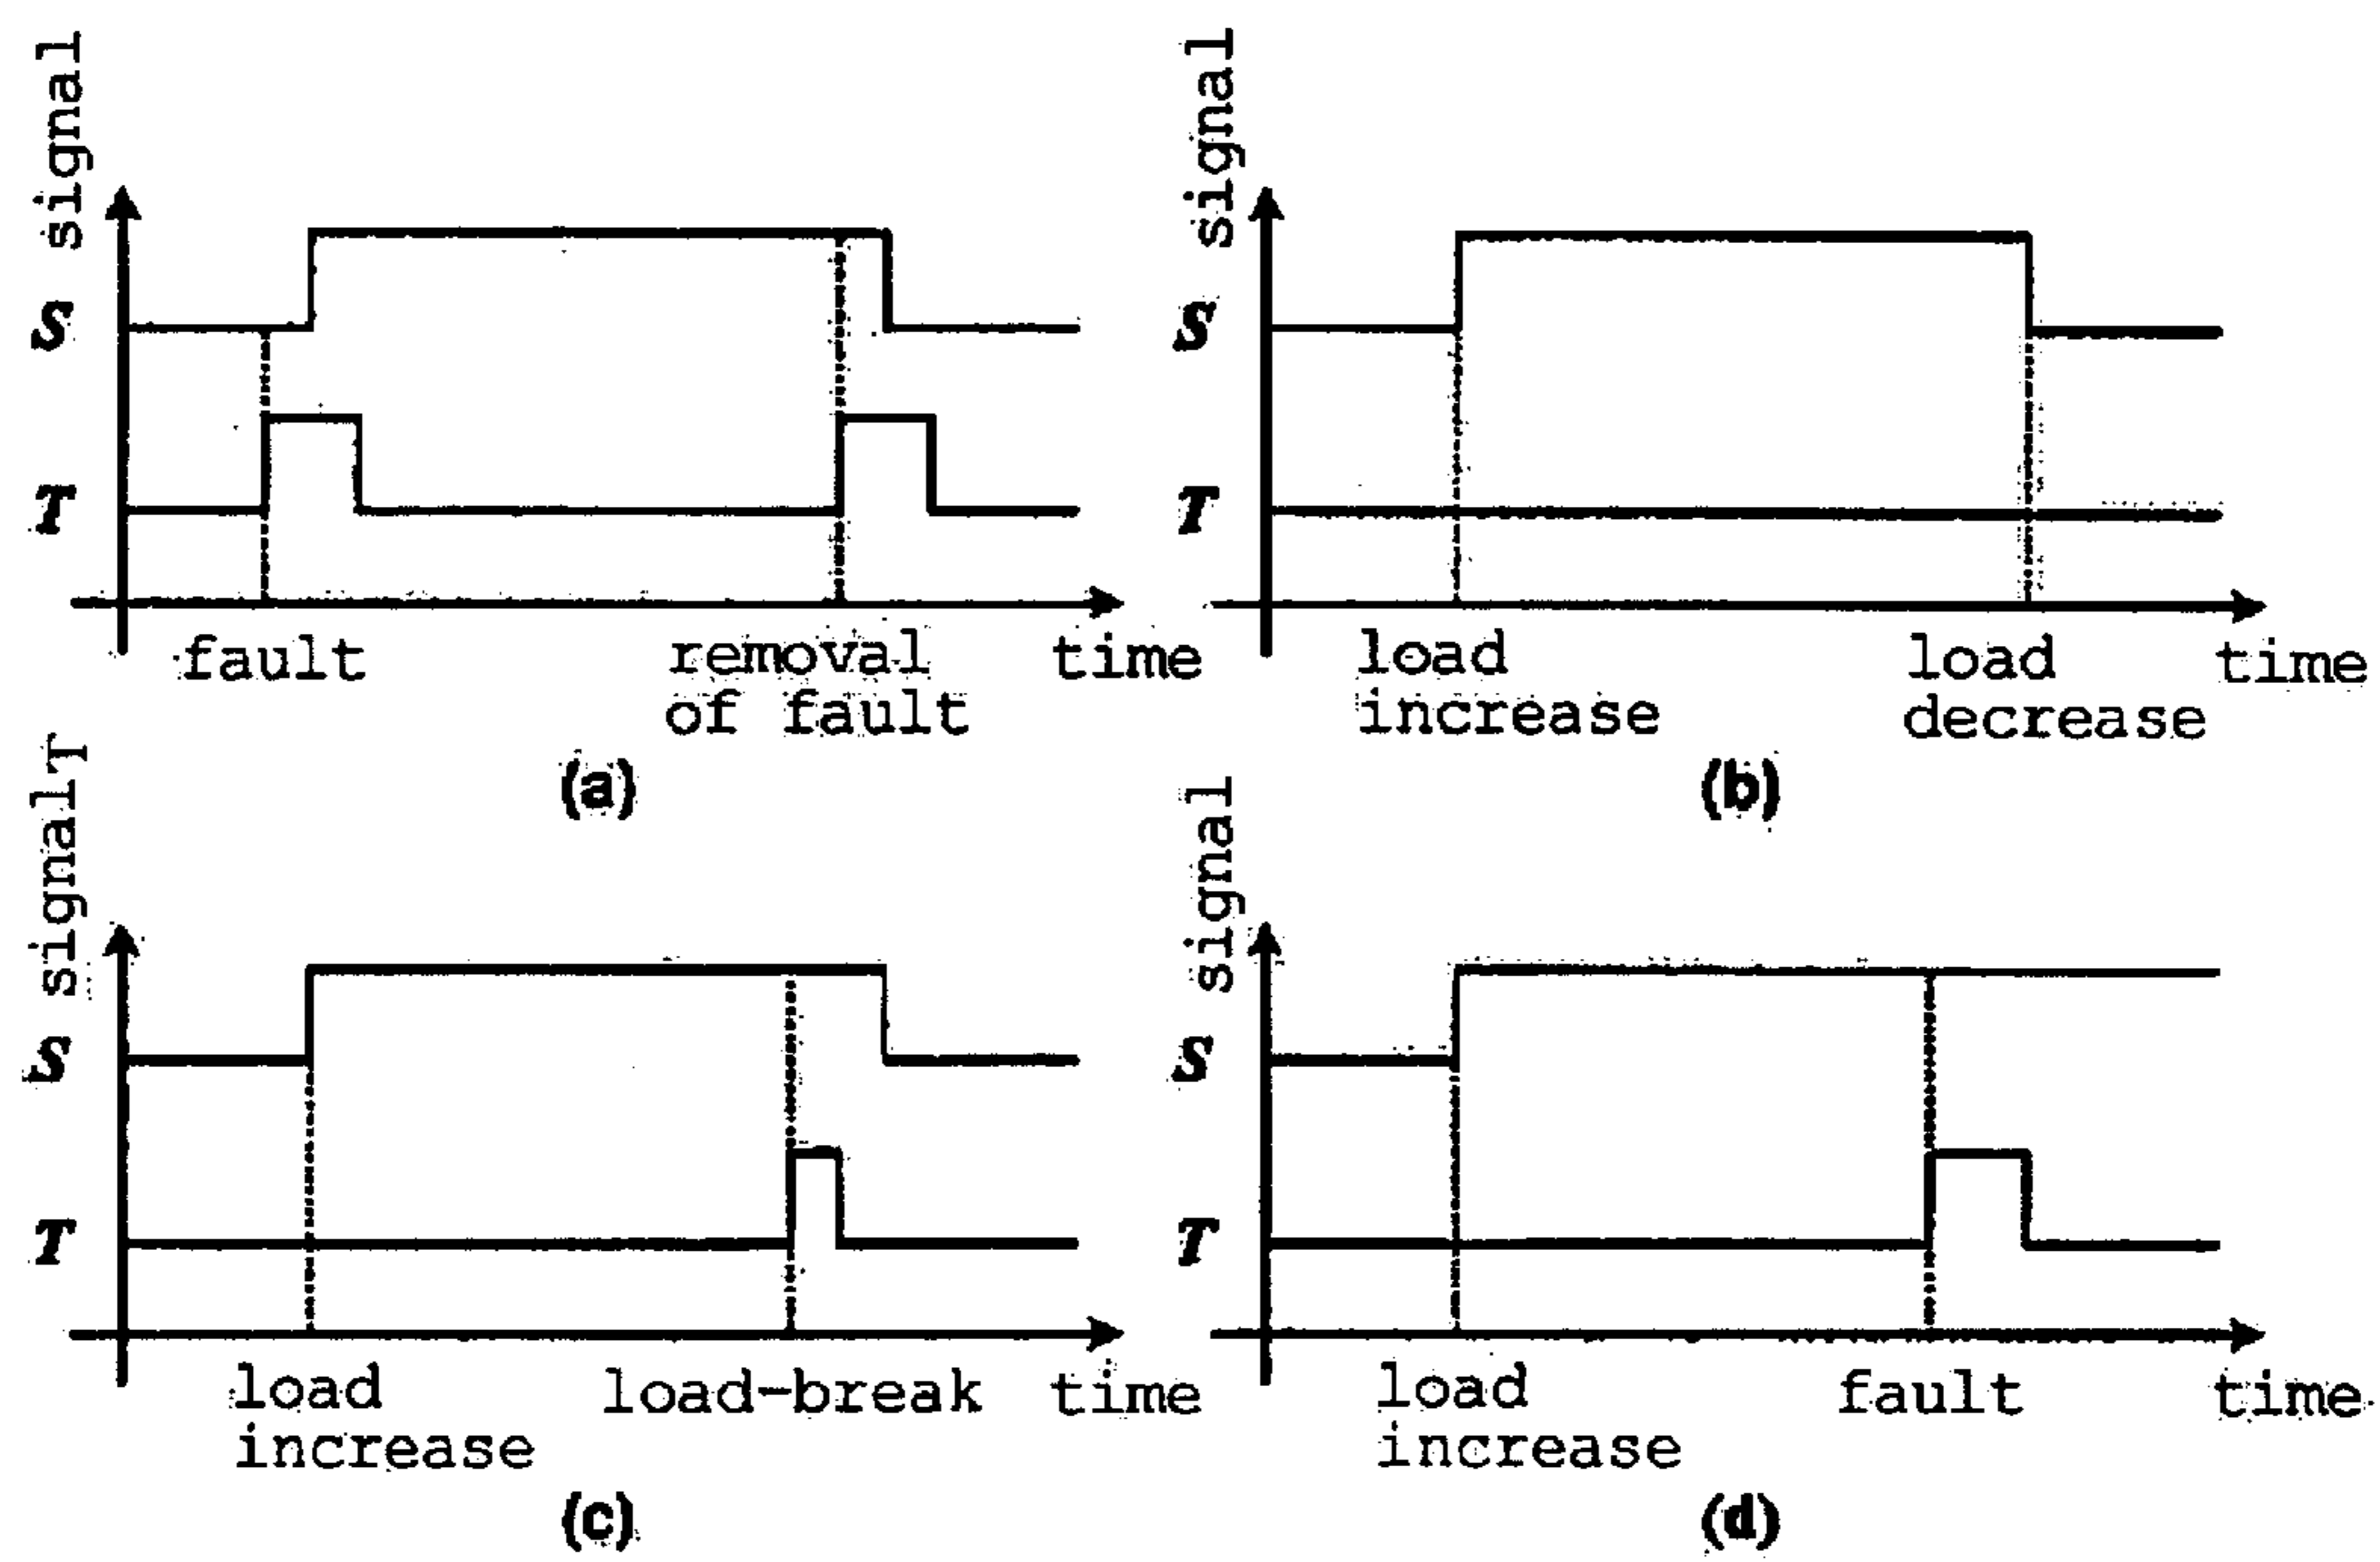 signal
S
T
fault
removal
of fault
time
(a)
signal
S
T
load
increase
load
decrease
time
(b)
signalT
S
T
load
increase
load-break
time
(c)
signal
S
T
load
increase
fault
time
(d)